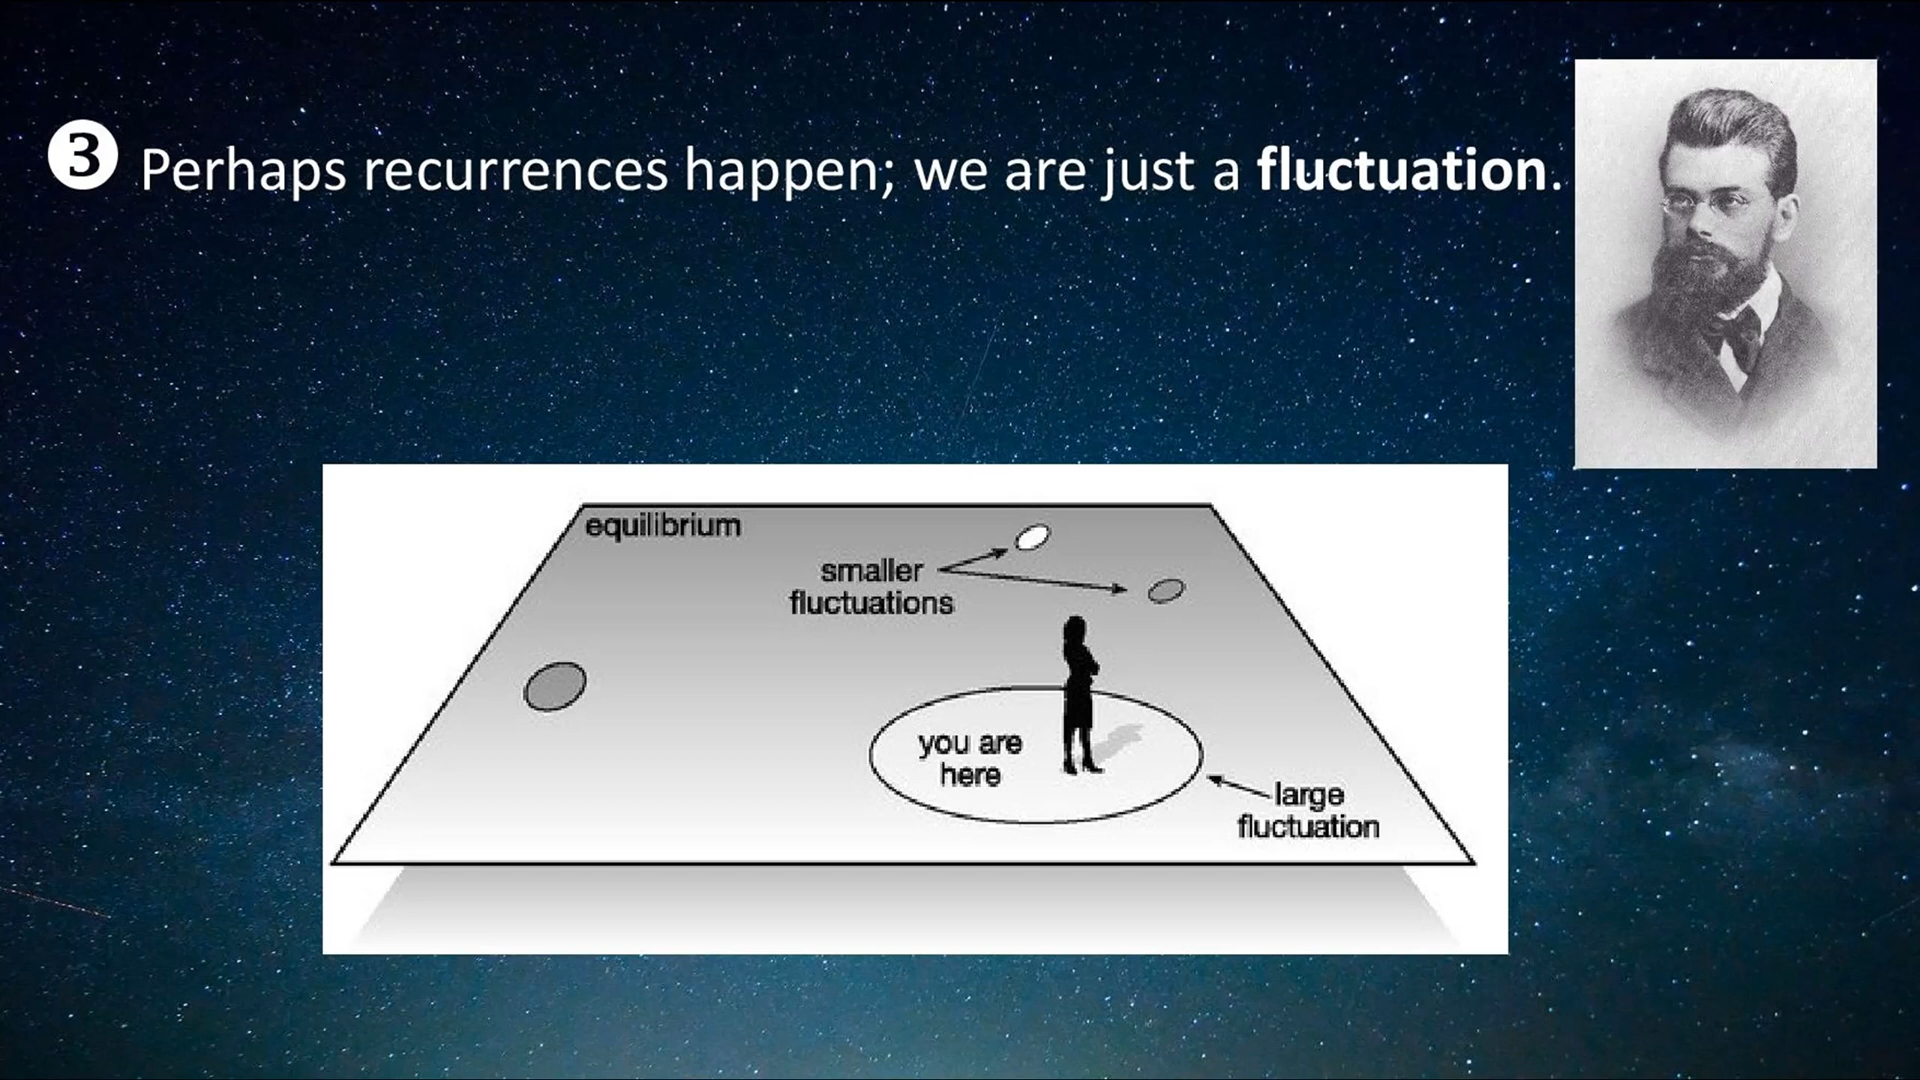 ❸ Perhaps recurrences happen; we are just a fluctuation.
equilibrium
smaller
fluctuations
you are
here
large
fluctuation